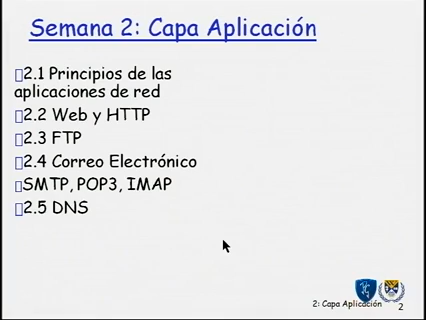 Semana 2: Capa Aplicación
2.1 Principios de las
aplicaciones de red
2.2 Web y HTTP
2.3 FTP
2.4 Correo Electrónico
SMTP, POP3, IMAP
2.5 DNS
2: Capa Aplicación
2